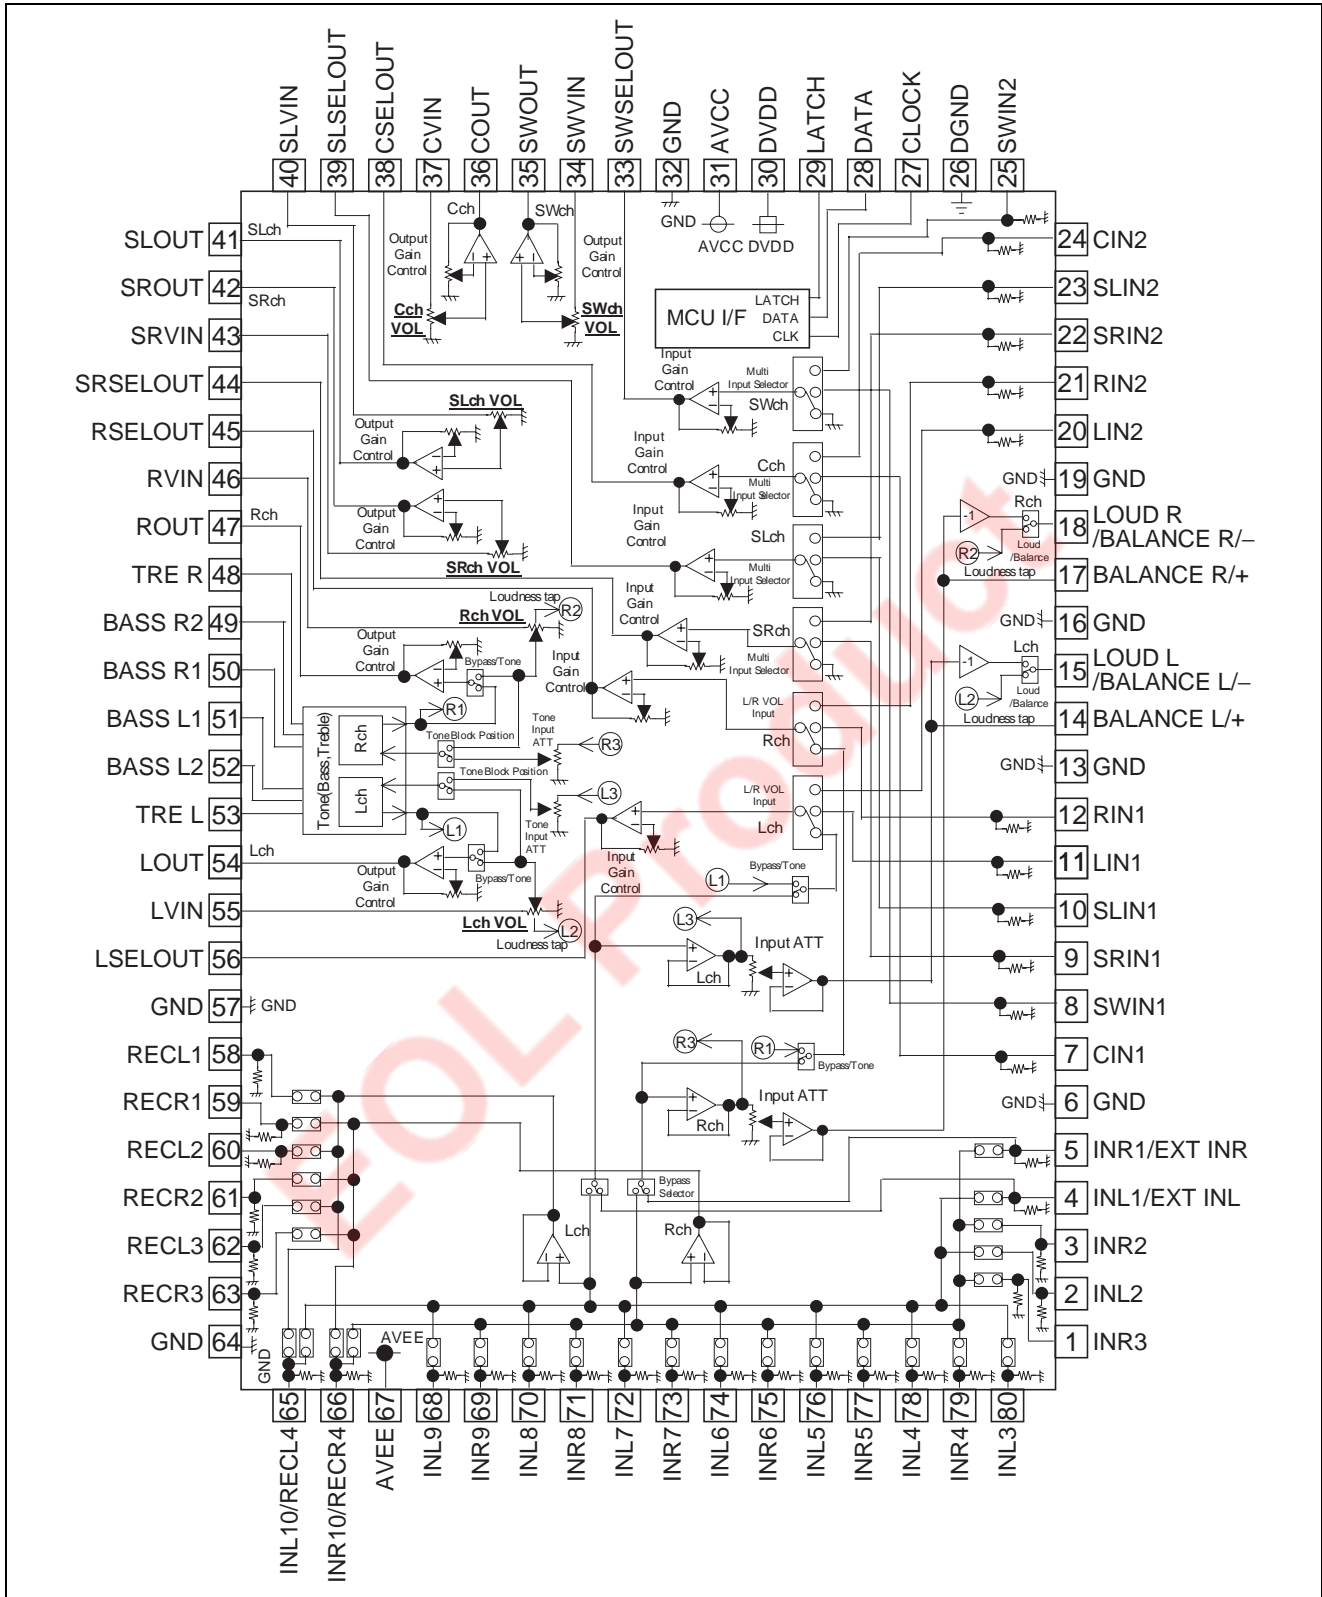 40 SLVIN
39 SLSELOUT
38 CSELOUT
37 CVIN
36 COUT
35 SWOUT
34 SWVIN
33 SWSELOUT
32 GND
31 AVCC
30 DVDD
29 LATCH
28 DATA
27 CLOCK
26 DGND
25 SWIN2
SLOUT 41
SROUT 42
SRVIN 43
SRSELOUT 44
RSELOUT 45
RVIN 46
ROUT 47
TRE R 48
BASS R2 49
BASS R1 50
BASS L1 51
BASS L2 52
TRE L 53
LOUT 54
LVIN 55
LSELOUT 56
GND 57
RECL1 58
RECR1 59
RECL2 60
RECR2 61
RECL3 62
RECR3 63
GND 64
SLch
SRch
Rch
Lch
GND
Cch
SWch
Output
Gain
Control
Output
Gain
Control
Cch
VOL
SWch
VOL
GND
AVCC
DVDD
MCU I/F
LATCH
DATA
CLK
Input
Gain
Control
Multi
Input Selector
SWch
SLch VOL
Output
Gain
Control
Input
Gain
Control
Cch
Multi
Input Selector
Output
Gain
Control
SRch VOL
Input
Gain
Control
SLch
Multi
Input Selector
Loudness tap
Rch VOL
R2
Input
Gain
Control
SRch
Multi
Input Selector
Output
Gain
Control
Bypass/Tone
Input
Gain
Control
L/R VOL
Input
Rch
R1
Tone(Bass,Treble)
Rch
Lch
Tone Block Position
Tone
Input
ATT
R3
Tone Block Position
L3
Tone
Input
ATT
L/R VOL
Input
Lch
L1
Output
Gain
Control
Bypass/Tone
Input
Gain
Control
Lch VOL
Loudness tap
L2
L1
Bypass/Tone
L3
Lch
Input ATT
R3
R1
Bypass/Tone
Rch
Input ATT
Bypass
Selector
Lch
Rch
-1
Rch
R2
Loud
/Balance
Loudness tap
-1
Lch
L2
Loud
/Balance
Loudness tap
GND
GND
GND
GND
24 CIN2
23 SLIN2
22 SRIN2
21 RIN2
20 LIN2
19 GND
18 LOUD R
/BALANCE R/−
17 BALANCE R/+
16 GND
15 LOUD L
/BALANCE L/−
14 BALANCE L/+
13 GND
12 RIN1
11 LIN1
10 SLIN1
9 SRIN1
8 SWIN1
7 CIN1
6 GND
5 INR1/EXT INR
4 INL1/EXT INL
3 INR2
2 INL2
1 INR3
GND
AVEE
INL10/RECL4 65
INR10/RECR4 66
AVEE 67
INL9 68
INR9 69
INL8 70
INR8 71
INL7 72
INR7 73
INL6 74
INR6 75
INL5 76
INR5 77
INL4 78
INR4 79
INL3 80
EOL Product